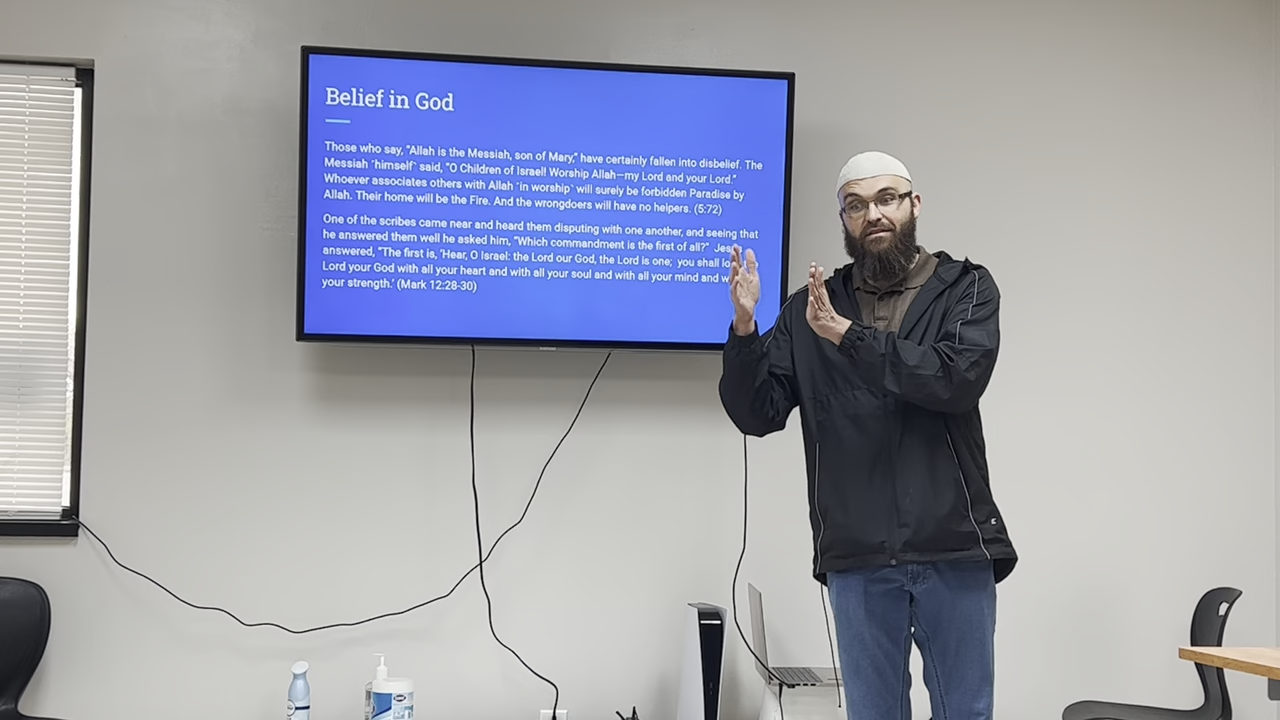 Belief in God
Those who say, "Allah is the Messiah, son of Mary," have certainly fallen into disbelief. The
Messiah ˹himself˺ said, "O Children of Israel! Worship Allah—my Lord and your Lord."
Whoever associates others with Allah ˹in worship˺ will surely be forbidden Paradise by
Allah. Their home will be the Fire. And the wrongdoers will have no helpers. (5:72)
One of the scribes came near and heard them disputing with one another, and seeing that
he answered them well he asked him, "Which commandment is the first of all?" Jes
answered, "The first is, 'Hear, O Israel: the Lord our God, the Lord is one; you shall lo
Lord your God with all your heart and with all your soul and with all your mind and w
your strength.' (Mark 12:28-30)